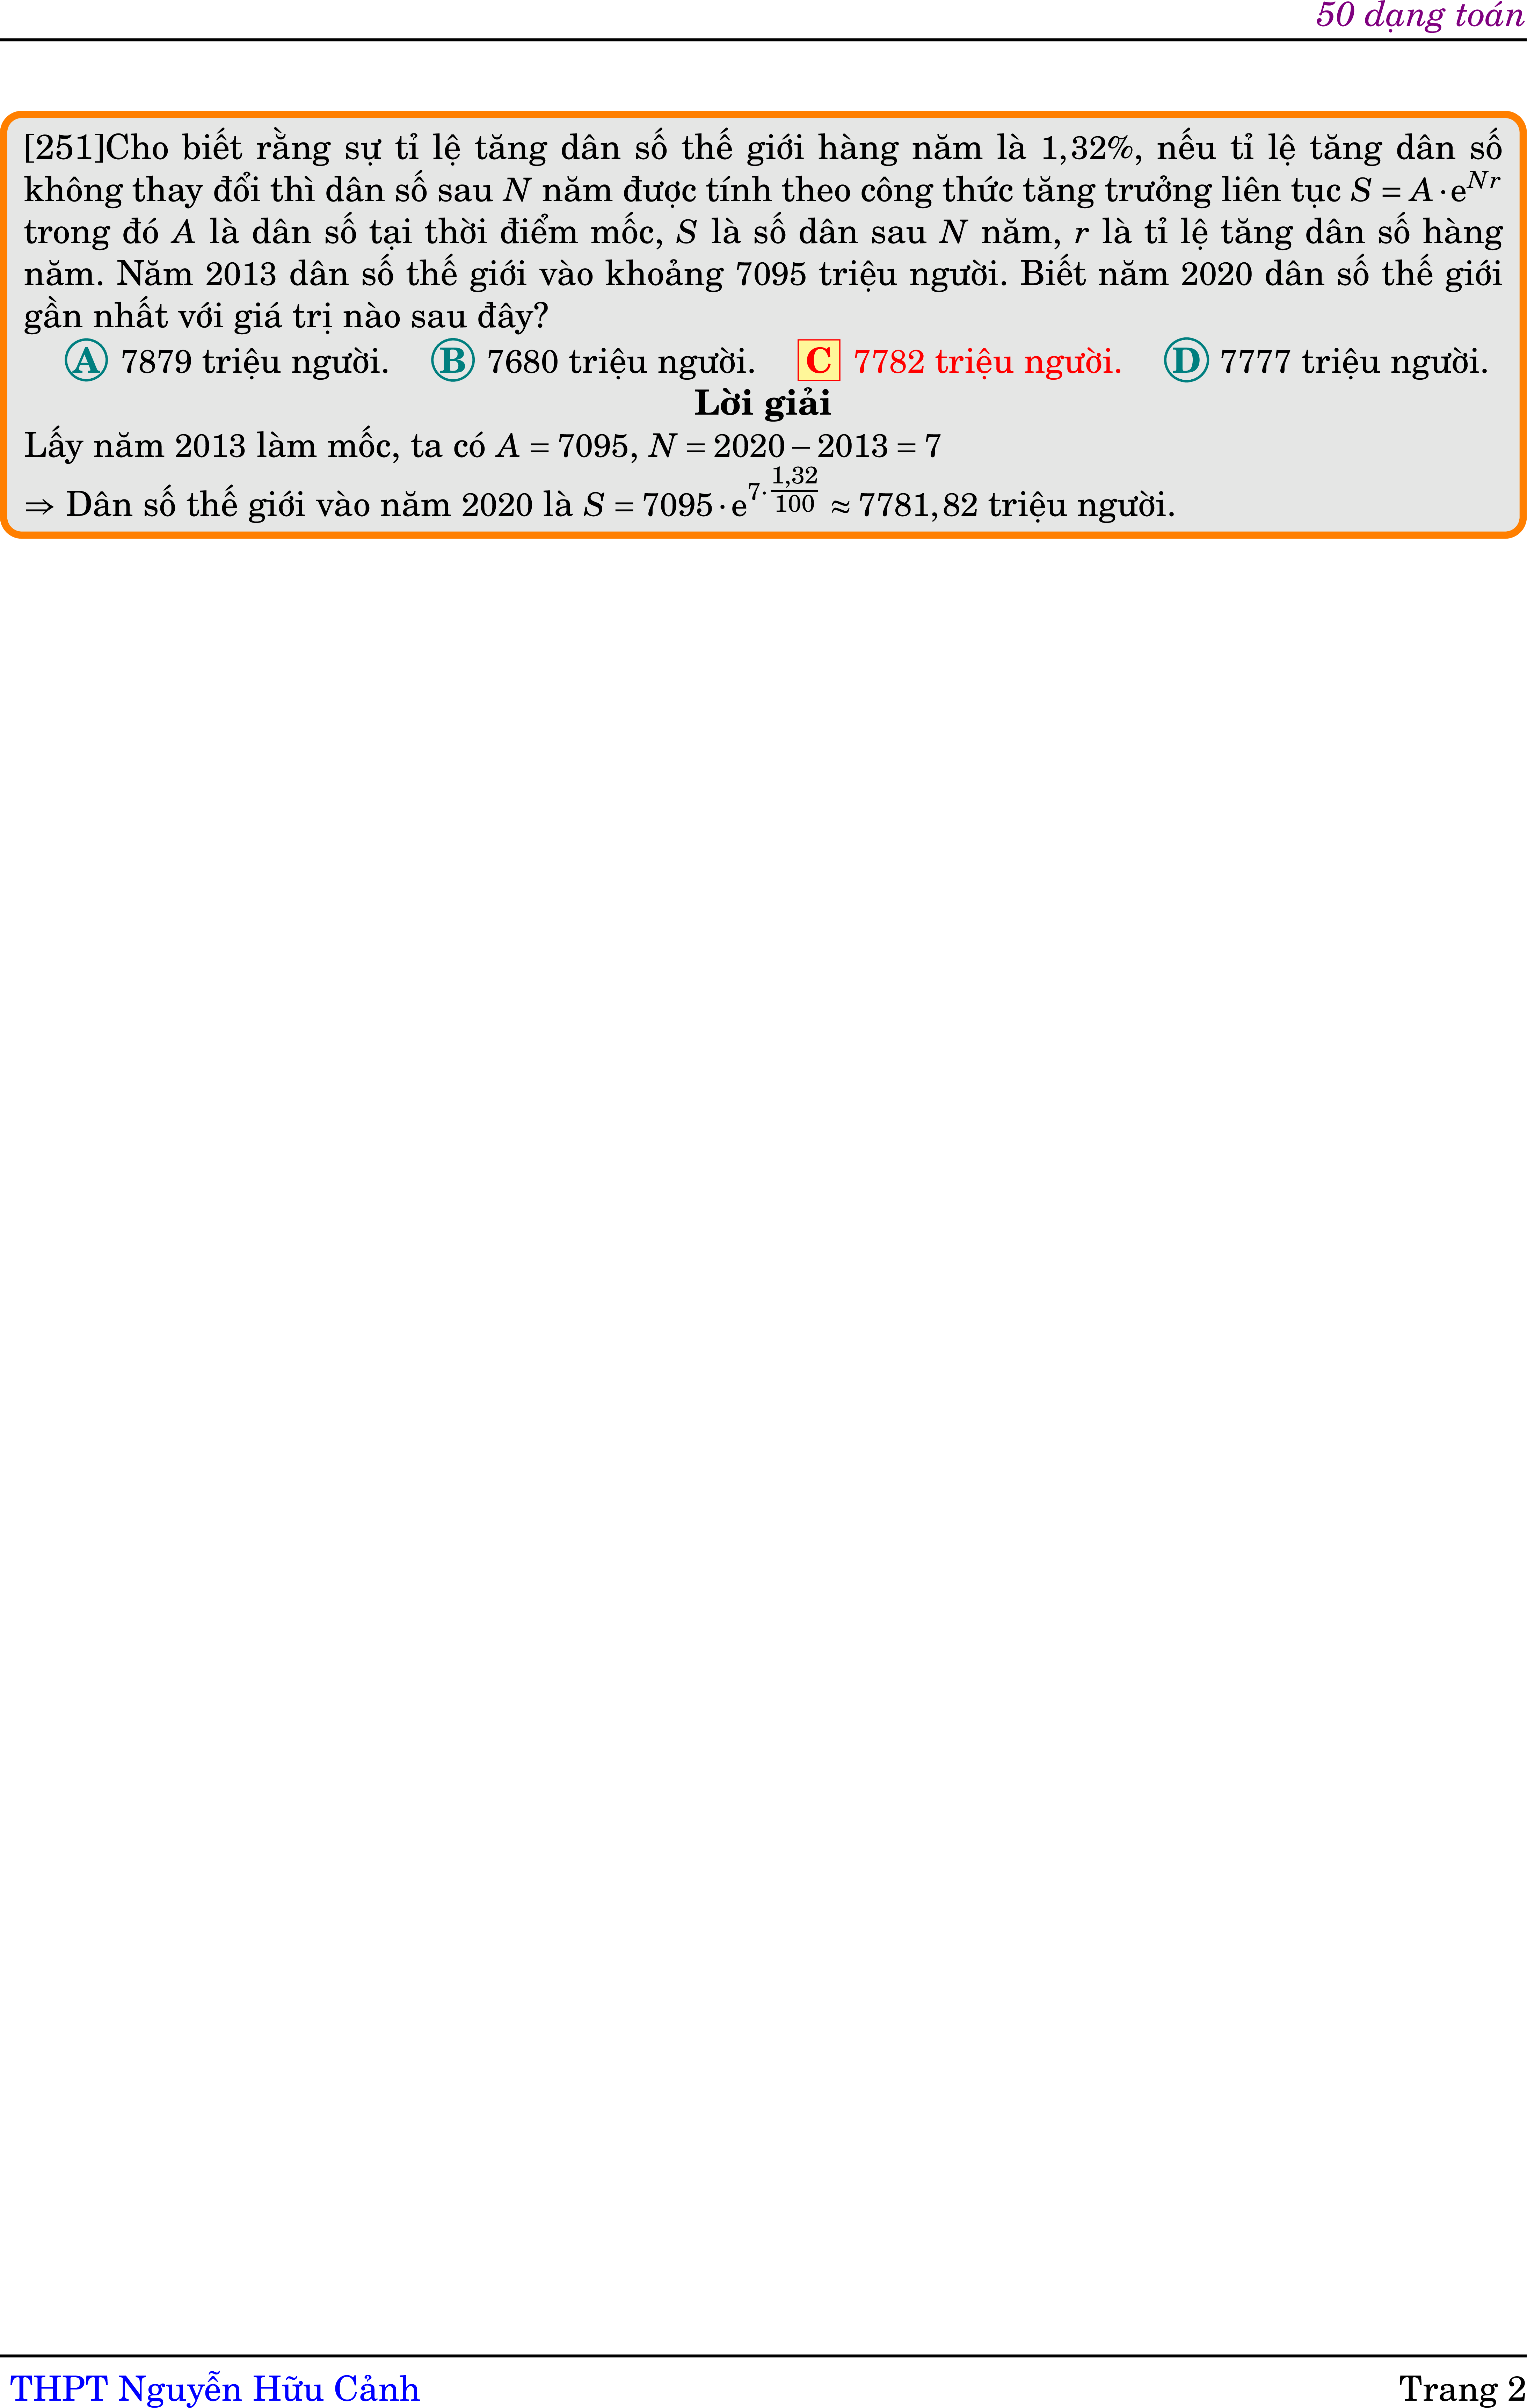 50 dạng toán
[251]Cho biết rằng sự tỉ lệ tăng dân số thế giới hàng năm là 1,32%, nếu tỉ lệ tăng dân số
không thay đổi thì dân số sau N năm được tính theo công thức tăng trưởng liên tục S = A · e^{Nr}
trong đó A là dân số tại thời điểm mốc, S là số dân sau N năm, r là tỉ lệ tăng dân số hàng
năm. Năm 2013 dân số thế giới vào khoảng 7095 triệu người. Biết năm 2020 dân số thế giới
gần nhất với giá trị nào sau đây?
A 7879 triệu người. B 7680 triệu người. C 7782 triệu người. D 7777 triệu người.
Lời giải
Lấy năm 2013 làm mốc, ta có A = 7095, N = 2020 − 2013 = 7
⇒ Dân số thế giới vào năm 2020 là S = 7095 · e^{7·\frac{1,32}{100}} ≈ 7781,82 triệu người.
THPT Nguyễn Hữu Cảnh Trang 2